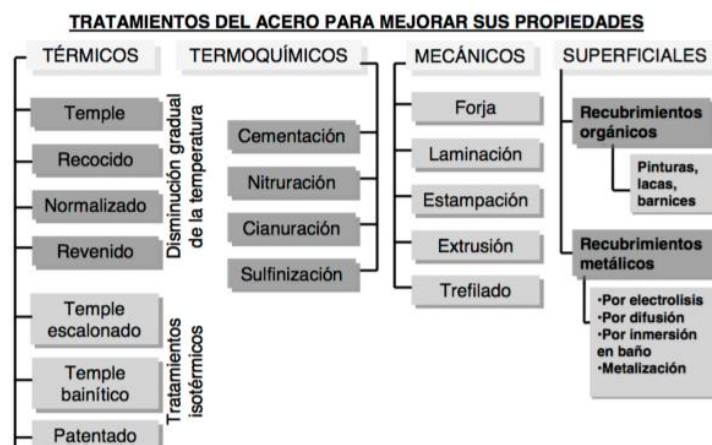 TRATAMIENTOS DEL ACERO PARA MEJORAR SUS PROPIEDADES
TÉRMICOS
Temple
Recocido
Normalizado
Revenido
Disminución gradual
de la temperatura
Temple
escalonado
Temple
bainítico
Patentado
Tratamientos
isotérmicos
TERMOQUÍMICOS
Cementación
Nitruración
Cianuración
Sulfinización
MECÁNICOS
Forja
Laminación
Estampación
Extrusión
Trefilado
SUPERFICIALES
Recubrimientos
orgánicos
Pinturas,
lacas,
barnices
Recubrimientos
metálicos
•Por electrolisis
•Por difusión
•Por inmersión
en baño
•Metalización